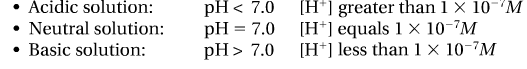 • Acidic solution: pH < 7.0 [H⁺] greater than 1 × 10⁻⁷M
• Neutral solution: pH = 7.0 [H⁺] equals 1 × 10⁻⁷M
• Basic solution: pH > 7.0 [H⁺] less than 1 × 10⁻⁷M